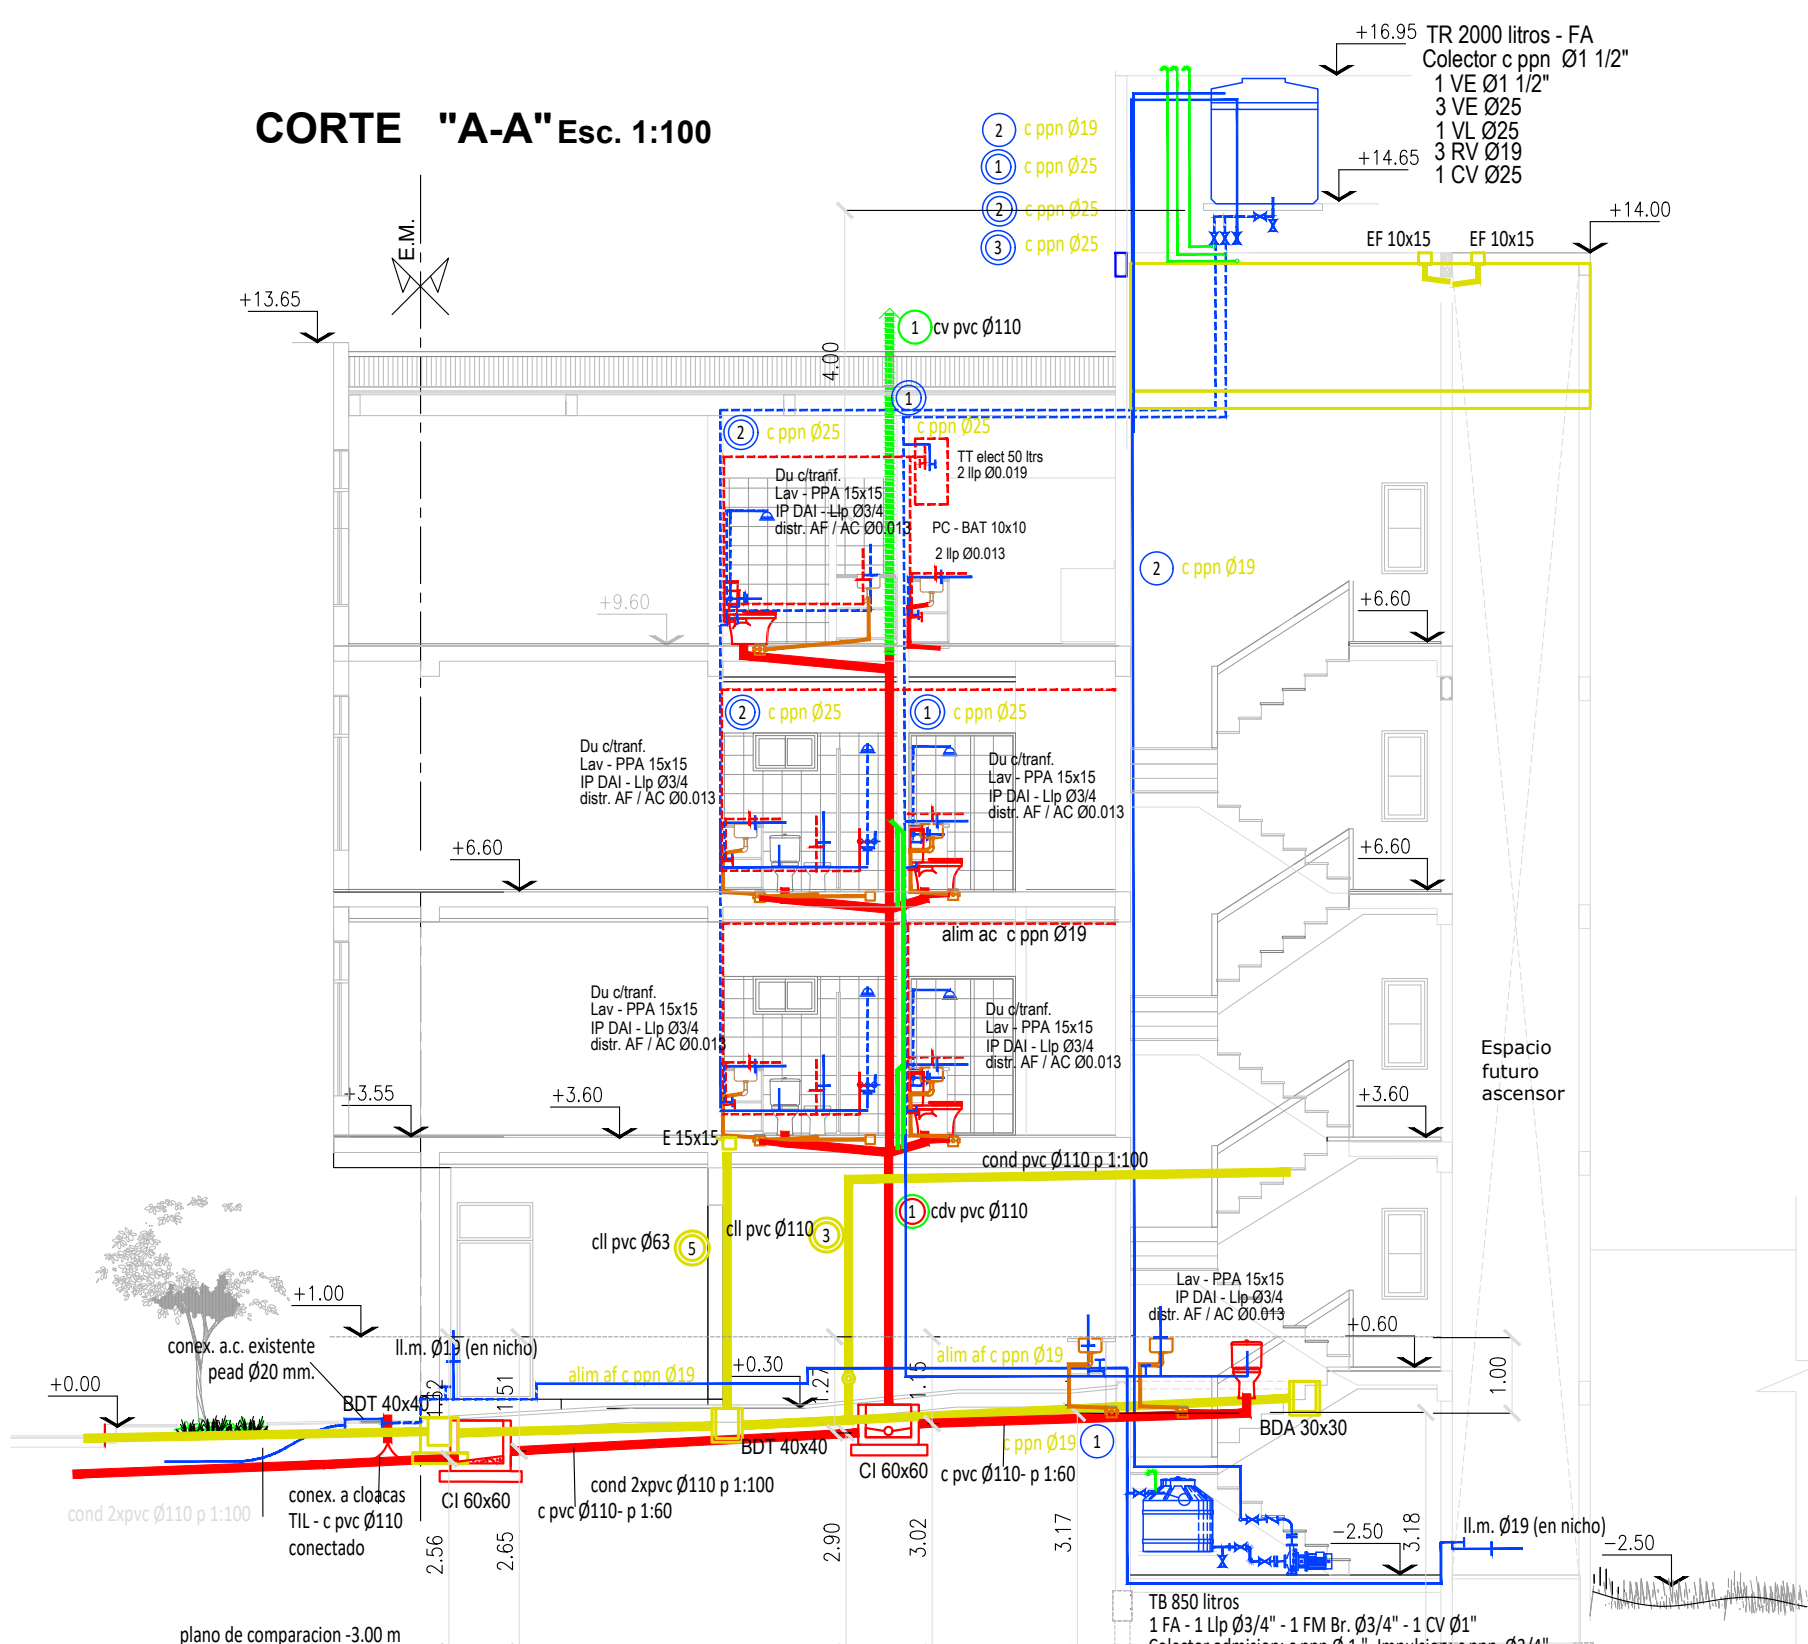 CORTE "A-A" Esc. 1:100
+16.95
TR 2000 litros - FA
Colector c ppn Ø1 1/2"
1 VE Ø1 1/2"
3 VE Ø25
1 VL Ø25
3 RV Ø19
1 CV Ø25
+14.65
+14.00
EF 10x15
EF 10x15
2 c ppn Ø19
1 c ppn Ø25
2 c ppn Ø25
3 c ppn Ø25
E.M.
+13.65
1 cv pvc Ø110
4.00
1
c ppn Ø25
2 c ppn Ø25
TT elect 50 ltrs
2 llp Ø0.019
Du c/tranf.
Lav - PPA 15x15
IP DAI - Llp Ø3/4
distr. AF / AC Ø0.013
PC - BAT 10x10
2 llp Ø0.013
2 c ppn Ø19
+9.60
+6.60
2 c ppn Ø25
1 c ppn Ø25
Du c/tranf.
Lav - PPA 15x15
IP DAI - Llp Ø3/4
distr. AF / AC Ø0.013
Du c/tranf.
Lav - PPA 15x15
IP DAI - Llp Ø3/4
distr. AF / AC Ø0.013
+6.60
+6.60
alim ac c ppn Ø19
Du c/tranf.
Lav - PPA 15x15
IP DAI - Llp Ø3/4
distr. AF / AC Ø0.013
Du c/tranf.
Lav - PPA 15x15
IP DAI - Llp Ø3/4
distr. AF / AC Ø0.013
Espacio
futuro
ascensor
+3.55
+3.60
+3.60
E 15x15
cond pvc Ø110 p 1:100
1 cdv pvc Ø110
cll pvc Ø63 5
cll pvc Ø110 3
Lav - PPA 15x15
IP DAI - Llp Ø3/4
distr. AF / AC Ø0.013
+1.00
+0.60
conex. a.c. existente
pead Ø20 mm.
ll.m. Ø19 (en nicho)
alim af c ppn Ø19
+0.30
alim af c ppn Ø19
1.00
+0.00
BDT 40x40
1.51
1.27
1.15
BDT 40x40
BDA 30x30
c ppn Ø19 1
CI 60x60
c pvc Ø110- p 1:60
cond 2xpvc Ø110 p 1:100
c pvc Ø110- p 1:60
CI 60x60
cond 2xpvc Ø110 p 1:100
conex. a cloacas
TIL - c pvc Ø110
conectado
2.56
2.65
2.90
3.02
3.17
3.18
-2.50
ll.m. Ø19 (en nicho)
-2.50
TB 850 litros
1 FA - 1 Llp Ø3/4" - 1 FM Br. Ø3/4" - 1 CV Ø1"
plano de comparacion -3.00 m